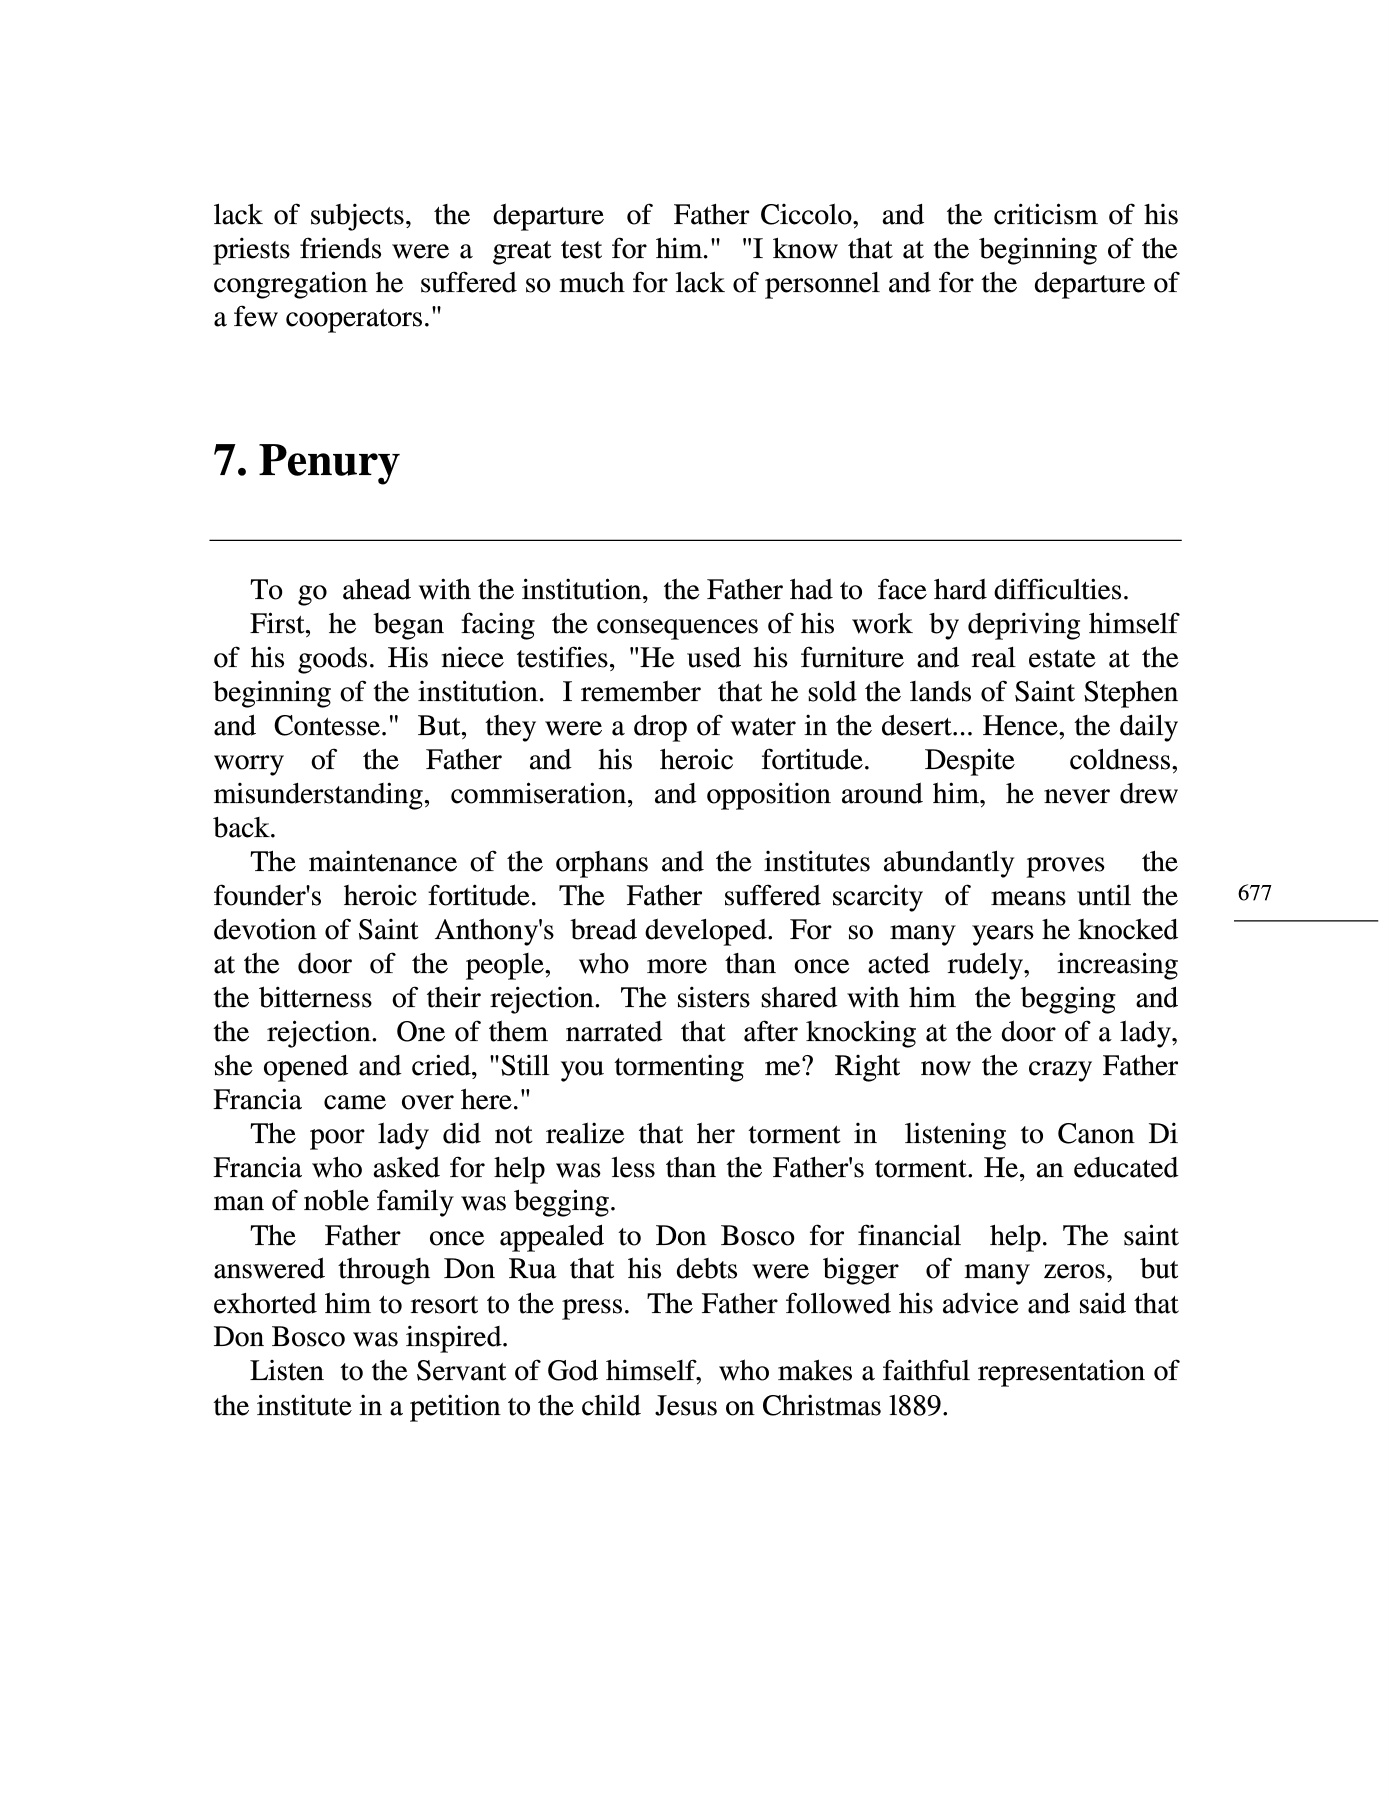 lack of subjects, the departure of Father Ciccolo, and the criticism of his
priests friends were a great test for him." "I know that at the beginning of the
congregation he suffered so much for lack of personnel and for the departure of
a few cooperators."
7. Penury
To go ahead with the institution, the Father had to face hard difficulties.
First, he began facing the consequences of his work by depriving himself
of his goods. His niece testifies, "He used his furniture and real estate at the
beginning of the institution. I remember that he sold the lands of Saint Stephen
and Contesse." But, they were a drop of water in the desert... Hence, the daily
worry of the Father and his heroic fortitude. Despite coldness,
misunderstanding, commiseration, and opposition around him, he never drew
back.
The maintenance of the orphans and the institutes abundantly proves the
founder's heroic fortitude. The Father suffered scarcity of means until the
devotion of Saint Anthony's bread developed. For so many years he knocked
at the door of the people, who more than once acted rudely, increasing
the bitterness of their rejection. The sisters shared with him the begging and
the rejection. One of them narrated that after knocking at the door of a lady,
she opened and cried, "Still you tormenting me? Right now the crazy Father
Francia came over here."
The poor lady did not realize that her torment in listening to Canon Di
Francia who asked for help was less than the Father's torment. He, an educated
man of noble family was begging.
The Father once appealed to Don Bosco for financial help. The saint
answered through Don Rua that his debts were bigger of many zeros, but
exhorted him to resort to the press. The Father followed his advice and said that
Don Bosco was inspired.
Listen to the Servant of God himself, who makes a faithful representation of
the institute in a petition to the child Jesus on Christmas 1889.
677